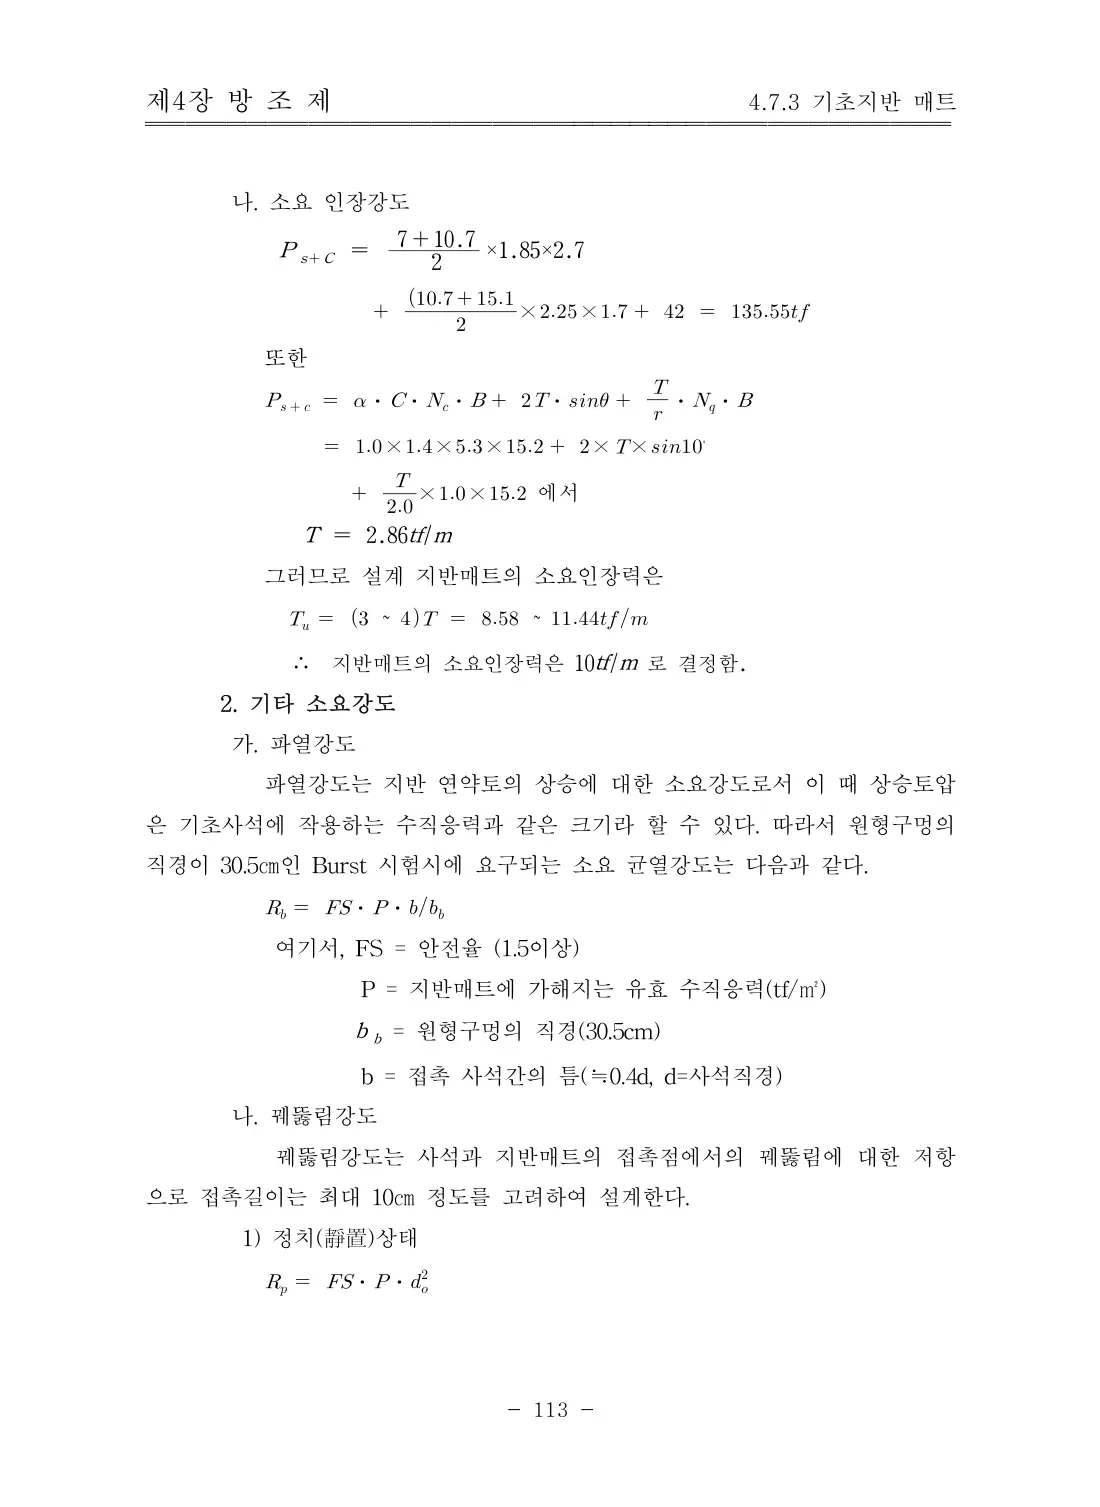 제4장 방 조 제 4.7.3 기초지반 매트
나. 소요 인장강도
P_{s+C} = \frac{7+10.7}{2}×1.85×2.7
+ \frac{(10.7+15.1}{2}×2.25×1.7+ 42 = 135.55tf
또한
P_{s+c} = α·C·N_c·B+ 2T·sinθ+ \frac{T}{r}·N_q·B
= 1.0×1.4×5.3×15.2+ 2×T×sin10°
+ \frac{T}{2.0}×1.0×15.2 에서
T = 2.86tf/m
그러므로 설계 지반매트의 소요인장력은
T_u = (3 ~ 4)T = 8.58 ~ 11.44tf/m
∴ 지반매트의 소요인장력은 10tf/m 로 결정함.
2. 기타 소요강도
가. 파열강도
파열강도는 지반 연약토의 상승에 대한 소요강도로서 이 때 상승토압
은 기초사석에 작용하는 수직응력과 같은 크기라 할 수 있다. 따라서 원형구멍의
직경이 30.5㎝인 Burst 시험시에 요구되는 소요 균열강도는 다음과 같다.
R_b = FS·P·b/b_b
여기서, FS = 안전율 (1.5이상)
P = 지반매트에 가해지는 유효 수직응력(tf/㎡)
b_b = 원형구멍의 직경(30.5cm)
b = 접촉 사석간의 틈(≒0.4d, d=사석직경)
나. 꿰뚫림강도
꿰뚫림강도는 사석과 지반매트의 접촉점에서의 꿰뚫림에 대한 저항
으로 접촉길이는 최대 10㎝ 정도를 고려하여 설계한다.
1) 정치(靜置)상태
R_p = FS·P·d_o^2
- 113 -